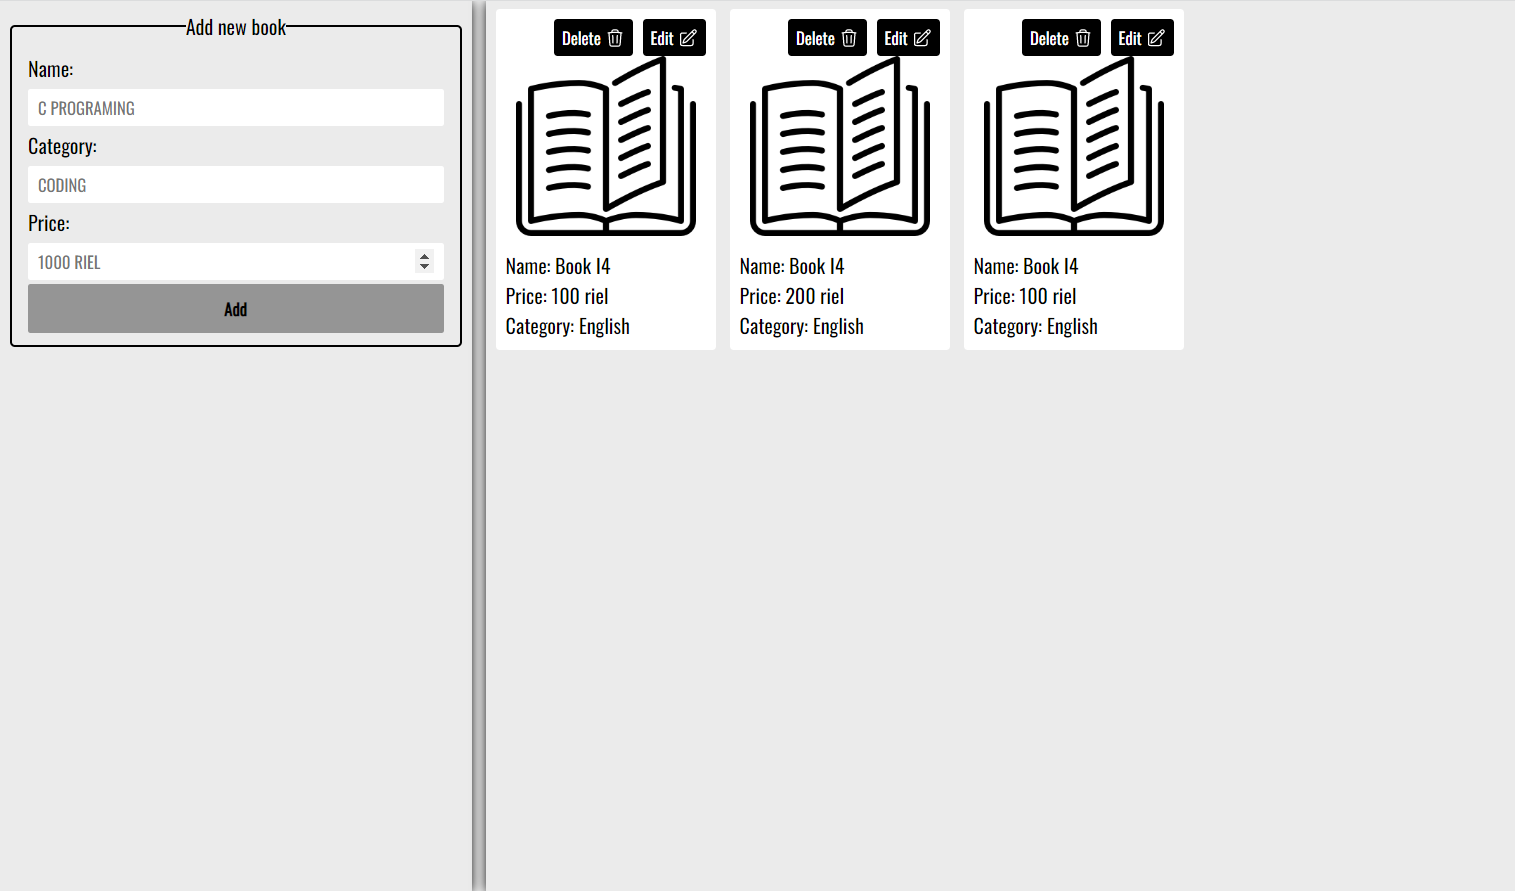 Add new book
Name:
C PROGRAMING
Category:
CODING
Price:
1000 RIEL
Add
Delete Edit
Name: Book I4
Price: 100 riel
Category: English
Delete Edit
Name: Book I4
Price: 200 riel
Category: English
Delete Edit
Name: Book I4
Price: 100 riel
Category: English